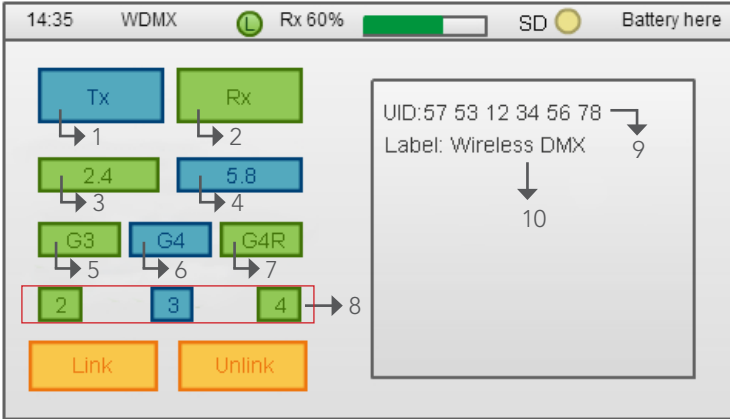 14:35 WDMX L Rx 60% SD Battery here
Tx Rx
1 2
2.4 5.8
3 4
G3 G4 G4R
5 6 7
2 3 4 8
Link Unlink
UID:57 53 12 34 56 78
Label: Wireless DMX 9
10